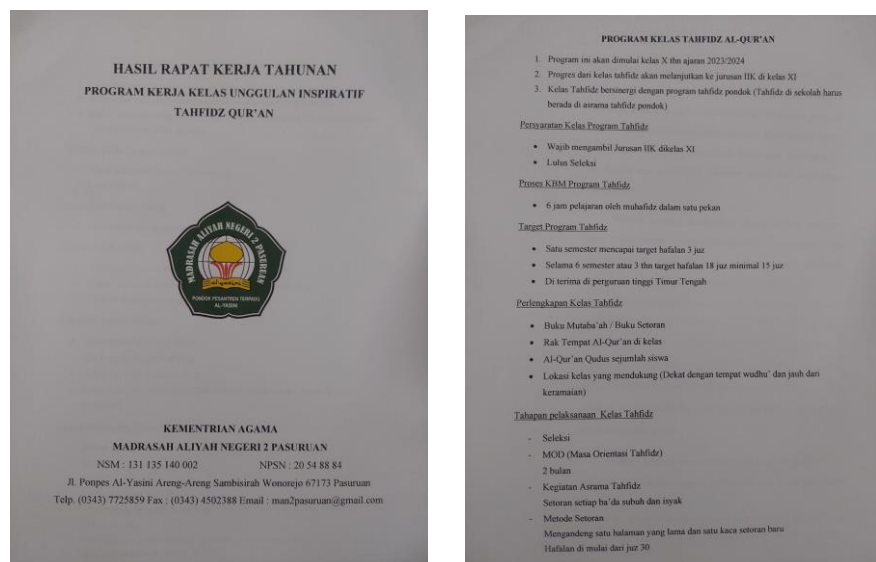 HASIL RAPAT KERJA TAHUNAN
PROGRAM KERJA KELAS UNGGULAN INSPIRATIF
TAHFIDZ QUR'AN
MADRASAH ALIYAH NEGERI 2 PASURUAN
PONDOK PESANTREN TERPADU
AL-YASINI
KEMENTRIAN AGAMA
MADRASAH ALIYAH NEGERI 2 PASURUAN
NSM : 131 135 140 002 NPSN : 20 54 88 84
Jl. Ponpes Al-Yasini Areng-Areng Sambisirah Wonorejo 67173 Pasuruan
Telp. (0343) 7725859 Fax : (0343) 4502388 Email : man2pasuruan@gmail.com
PROGRAM KELAS TAHFIDZ AL-QUR'AN
1. Program ini akan dimulai kelas X thn ajaran 2023/2024
2. Progres dari kelas tahfidz akan melanjutkan ke jurusan IIK di kelas XI
3. Kelas Tahfidz bersinergi dengan program tahfidz pondok (Tahfidz di sekolah harus
berada di asrama tahfidz pondok)
Persyaratan Kelas Program Tahfidz
• Wajib mengambil Jurusan IIK dikelas XI
• Lulus Seleksi
Proses KBM Program Tahfidz
• 6 jam pelajaran oleh muhafidz dalam satu pekan
Target Program Tahfidz
• Satu semester mencapai target hafalan 3 juz
• Selama 6 semester atau 3 thn target hafalan 18 juz minimal 15 juz
• Di terima di perguruan tinggi Timur Tengah
Perlengkapan Kelas Tahfidz
• Buku Mutaba'ah / Buku Setoran
• Rak Tempat Al-Qur'an di kelas
• Al-Qur'an Qudus sejumlah siswa
• Lokasi kelas yang mendukung (Dekat dengan tempat wudhu' dan jauh dari
keramaian)
Tahapan pelaksanaan Kelas Tahfidz
- Seleksi
- MOD (Masa Orientasi Tahfidz)
2 bulan
- Kegiatan Asrama Tahfidz
Setoran setiap ba'da subuh dan isyak
- Metode Setoran
Mengandeng satu halaman yang lama dan satu kaca setoran baru
Hafalan di mulai dari juz 30